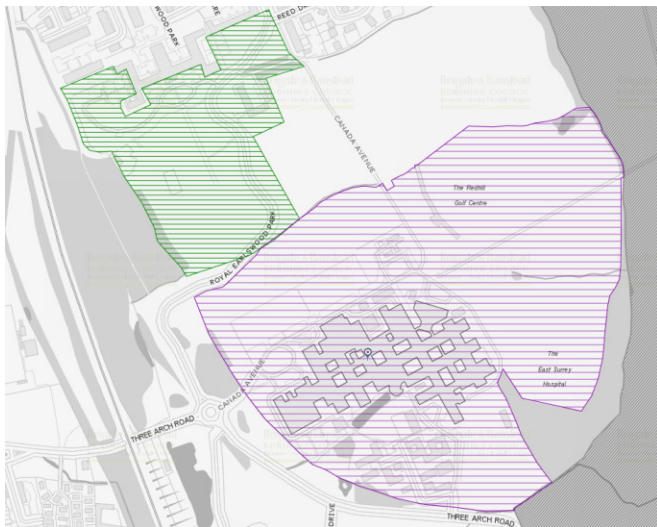 REED D
SWOOD PARK
CANADA AVENUE
The Redhill
Golf Centre
ROYAL EARLSWOOD PARK
CANADA AVENUE
The
East Surrey
Hospital
THREE ARCH ROAD
THREE ARCH ROAD
DRIVE